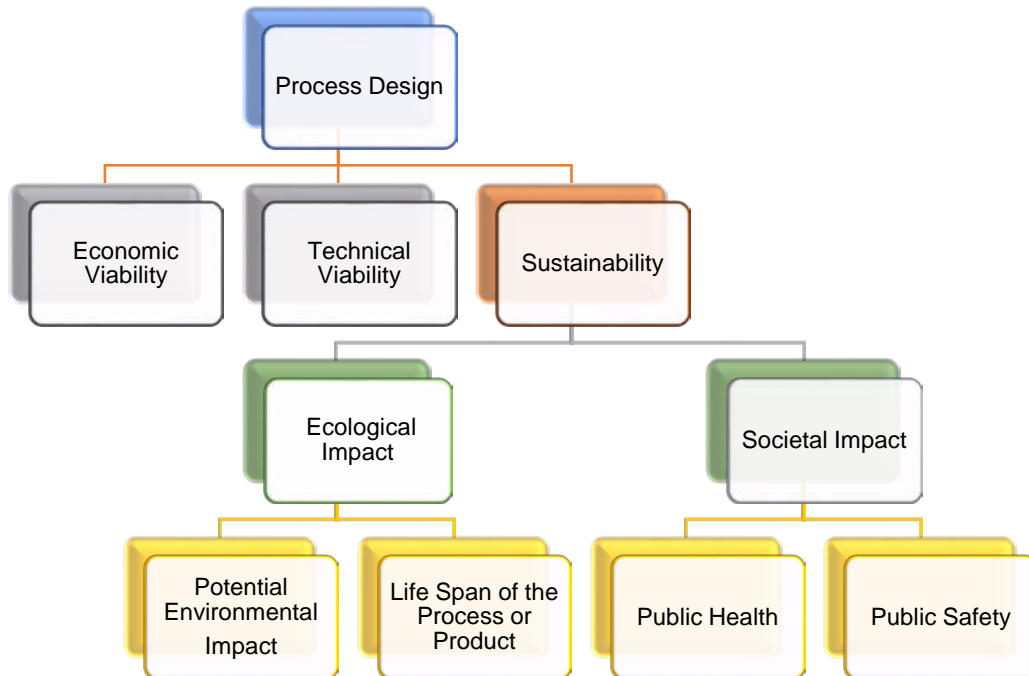 Process Design
Economic
Viability
Technical
Viability
Sustainability
Ecological
Impact
Societal Impact
Potential
Environmental
Impact
Life Span of the
Process or
Product
Public Health
Public Safety